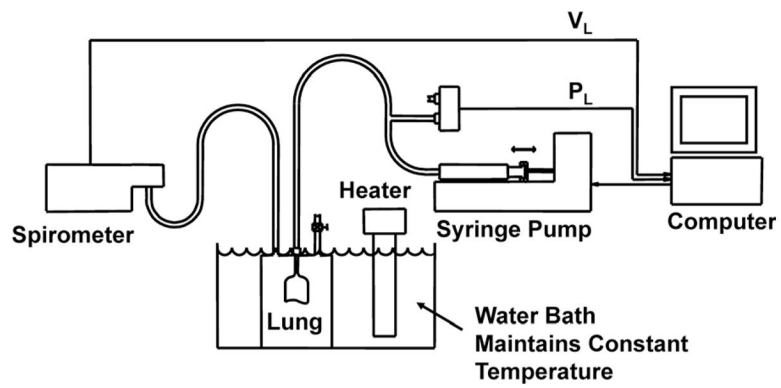 V_L
P_L
Heater
Spirometer
Syringe Pump
Computer
Lung
Water Bath
Maintains Constant
Temperature